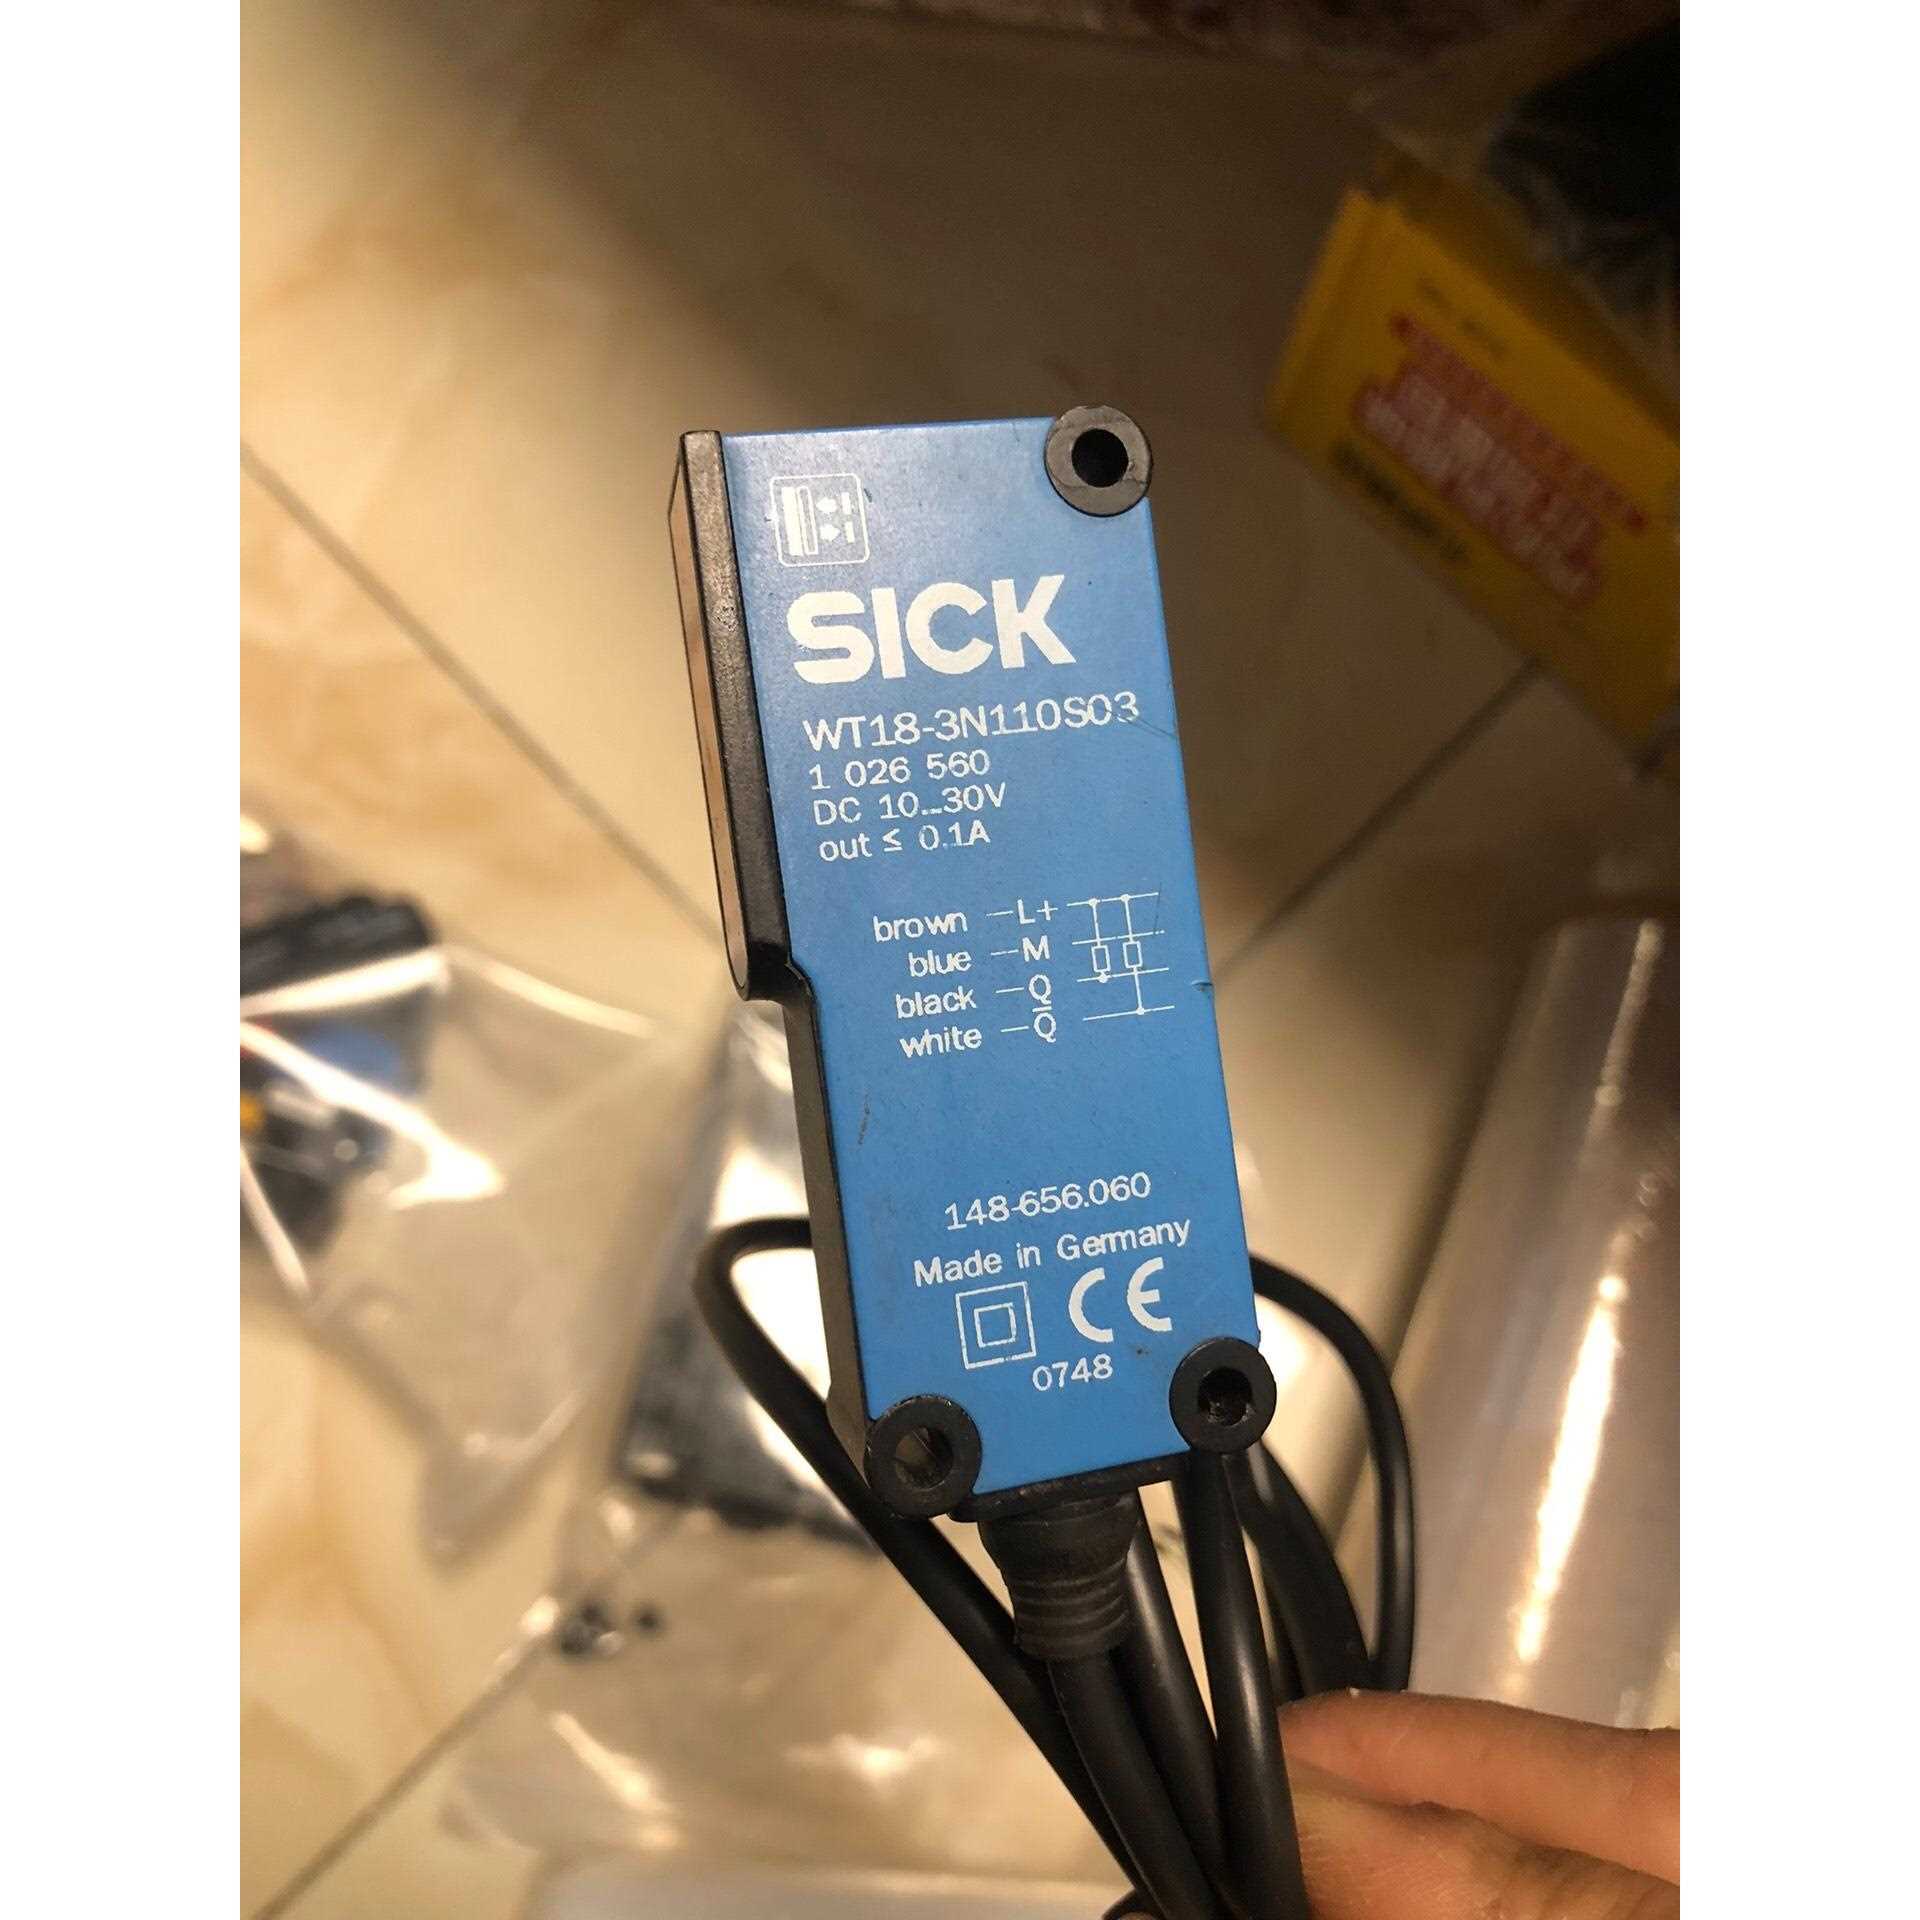 SICK
WT18-3N110S03
1 026 560
DC 10...30V
out ≤ 0.1A
brown -L+
blue -M
black -Q
white -Q̅
148-656.060
Made in Germany
CE
0748